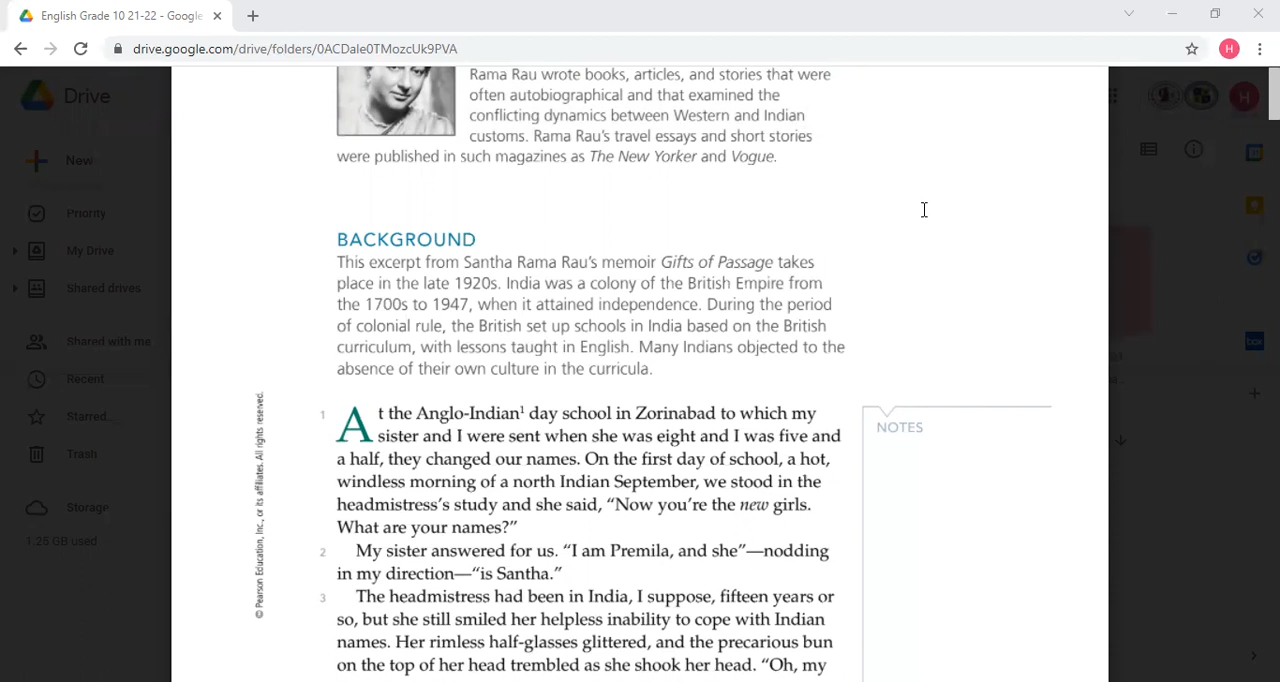 English Grade 10 21-22 - Google
drive.google.com/drive/folders/0ACDale0TMozcUk9PVA
H
Drive
H
New
Priority
My Drive
Shared drives
Shared with me
Recent
Starred
Trash
Storage
1.25 GB used
Rama Rau wrote books, articles, and stories that were
often autobiographical and that examined the
conflicting dynamics between Western and Indian
customs. Rama Rau's travel essays and short stories
were published in such magazines as The New Yorker and Vogue.
BACKGROUND
This excerpt from Santha Rama Rau's memoir Gifts of Passage takes
place in the late 1920s. India was a colony of the British Empire from
the 1700s to 1947, when it attained independence. During the period
of colonial rule, the British set up schools in India based on the British
curriculum, with lessons taught in English. Many Indians objected to the
absence of their own culture in the curricula.
1 At the Anglo-Indian¹ day school in Zorinabad to which my
sister and I were sent when she was eight and I was five and
a half, they changed our names. On the first day of school, a hot,
windless morning of a north Indian September, we stood in the
headmistress's study and she said, “Now you're the new girls.
What are your names?”
2 My sister answered for us. “I am Premila, and she”—nodding
in my direction—“is Santha.”
3 The headmistress had been in India, I suppose, fifteen years or
so, but she still smiled her helpless inability to cope with Indian
names. Her rimless half-glasses glittered, and the precarious bun
on the top of her head trembled as she shook her head. “Oh, my
NOTES
© Pearson Education, Inc., or its affiliates. All rights reserved.
box